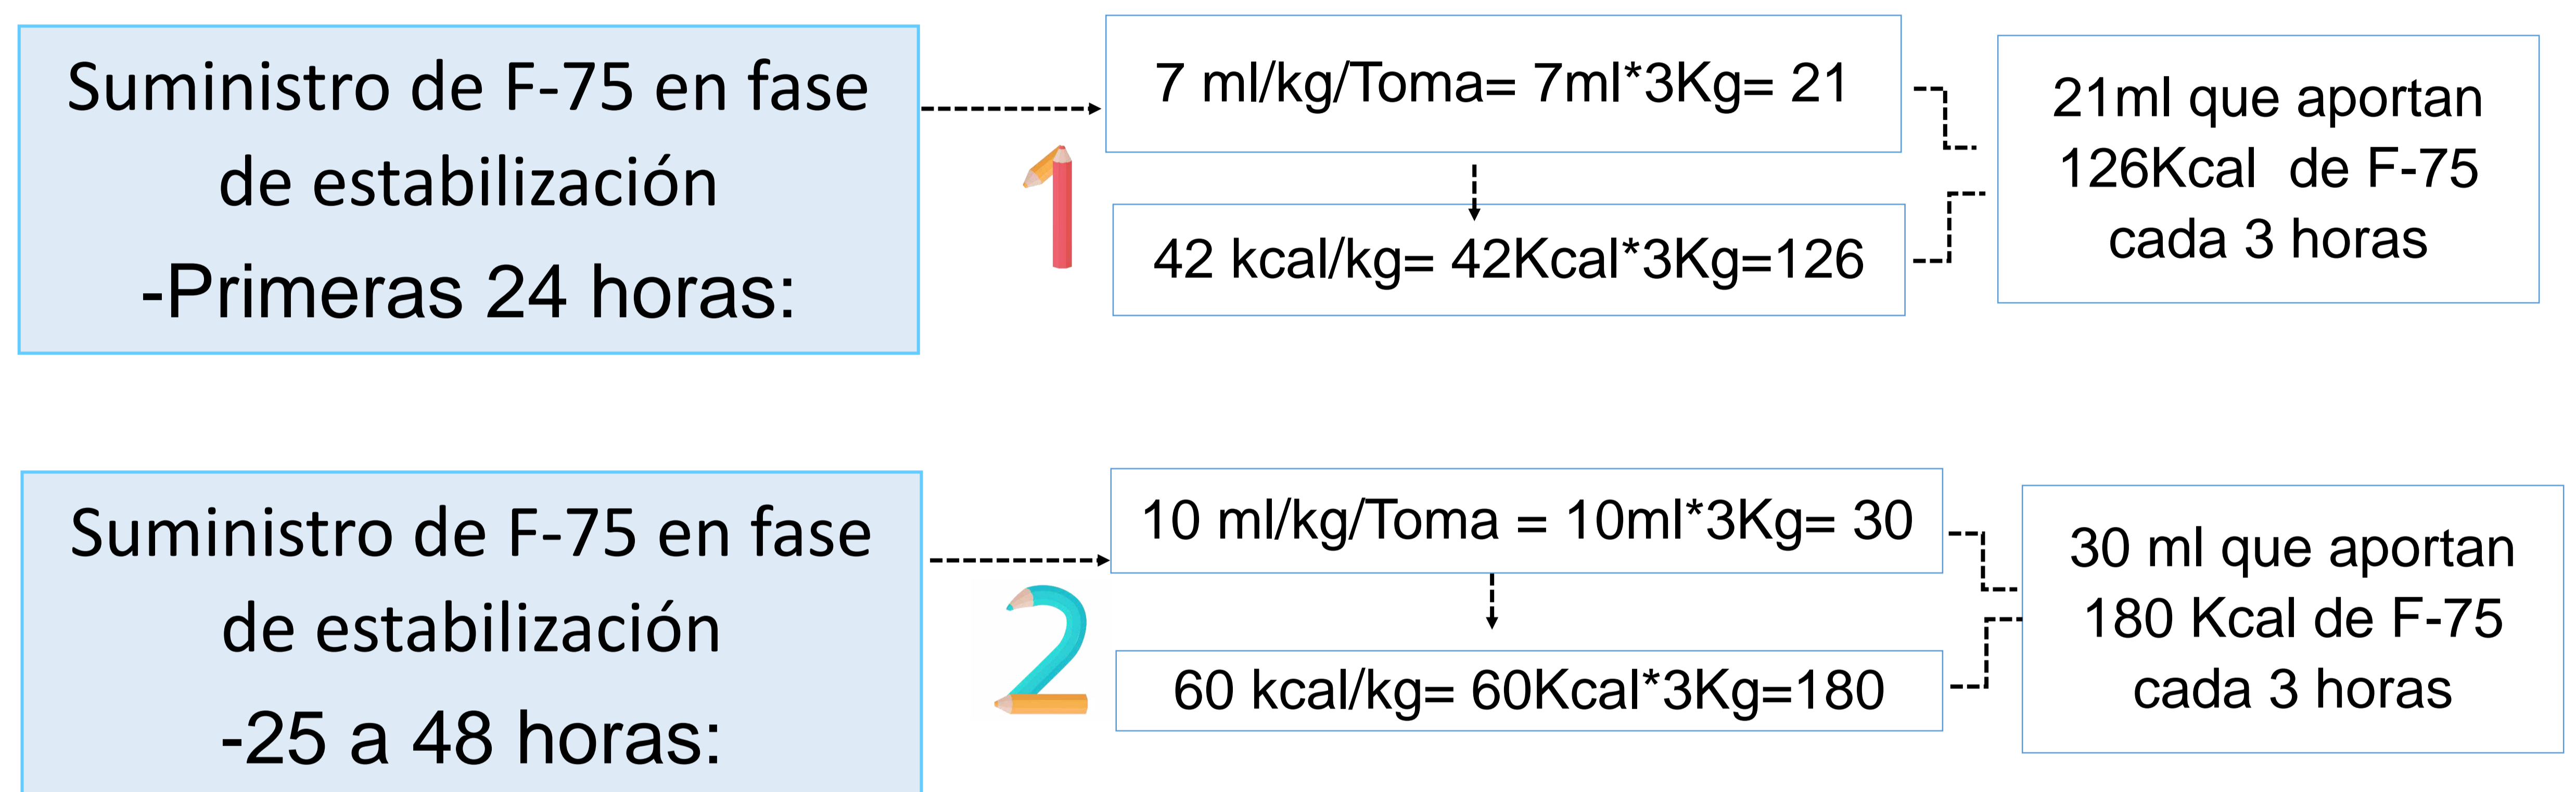 Suministro de F-75 en fase
de estabilización
-Primeras 24 horas:
1
7 ml/kg/Toma= 7ml*3Kg= 21
42 kcal/kg= 42Kcal*3Kg=126
21ml que aportan
126Kcal de F-75
cada 3 horas
Suministro de F-75 en fase
de estabilización
-25 a 48 horas:
2
10 ml/kg/Toma = 10ml*3Kg= 30
60 kcal/kg= 60Kcal*3Kg=180
30 ml que aportan
180 Kcal de F-75
cada 3 horas